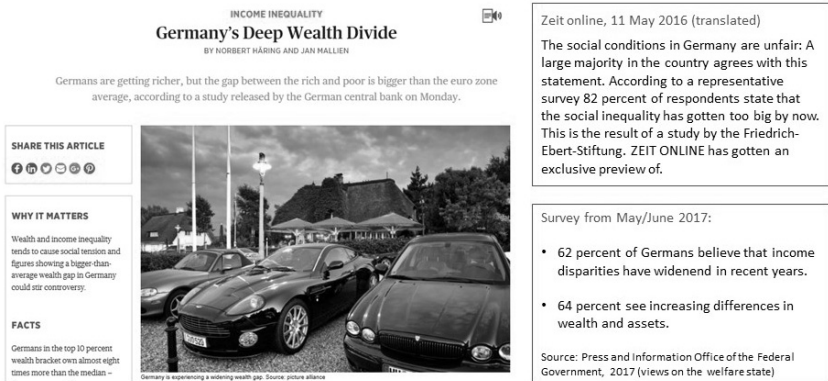 INCOME INEQUALITY
Germany's Deep Wealth Divide
BY NORBERT HÄRING AND JAN MALLIEN
Germans are getting richer, but the gap between the rich and poor is bigger than the euro zone
average, according to a study released by the German central bank on Monday.
SHARE THIS ARTICLE
WHY IT MATTERS
Wealth and income inequality
tends to cause social tension and
figures showing a bigger-than-
average wealth gap in Germany
could stir controversy.
FACTS
Germans in the top 10 percent
wealth bracket own almost eight
times more than the median –
Germany is experiencing a widening wealth gap. Source: picture alliance
Zeit online, 11 May 2016 (translated)
The social conditions in Germany are unfair: A
large majority in the country agrees with this
statement. According to a representative
survey 82 percent of respondents state that
the social inequality has gotten too big by now.
This is the result of a study by the Friedrich-
Ebert-Stiftung. ZEIT ONLINE has gotten an
exclusive preview of.
Survey from May/June 2017:
• 62 percent of Germans believe that income
disparities have widenend in recent years.
• 64 percent see increasing differences in
wealth and assets.
Source: Press and Information Office of the Federal
Government, 2017 (views on the welfare state)